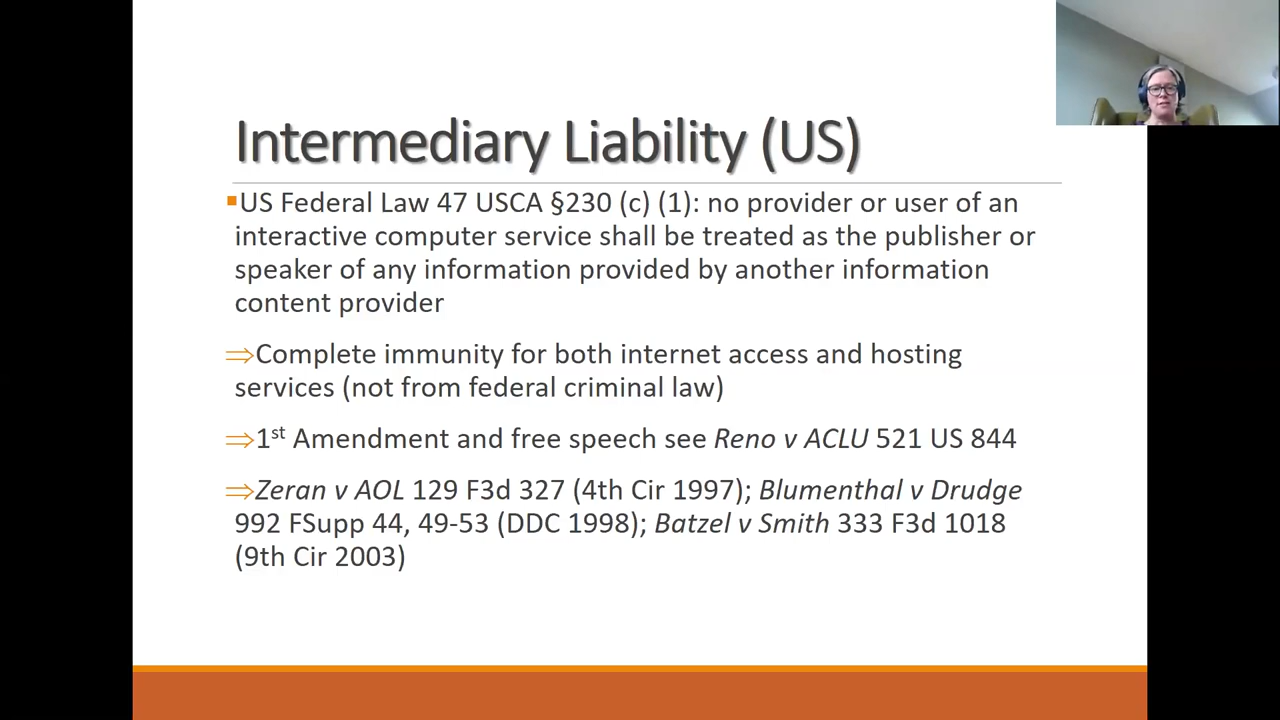 Intermediary Liability (US)
▪US Federal Law 47 USCA §230 (c) (1): no provider or user of an
interactive computer service shall be treated as the publisher or
speaker of any information provided by another information
content provider
⇒Complete immunity for both internet access and hosting
services (not from federal criminal law)
⇒1st Amendment and free speech see Reno v ACLU 521 US 844
⇒Zeran v AOL 129 F3d 327 (4th Cir 1997); Blumenthal v Drudge
992 FSupp 44, 49-53 (DDC 1998); Batzel v Smith 333 F3d 1018
(9th Cir 2003)